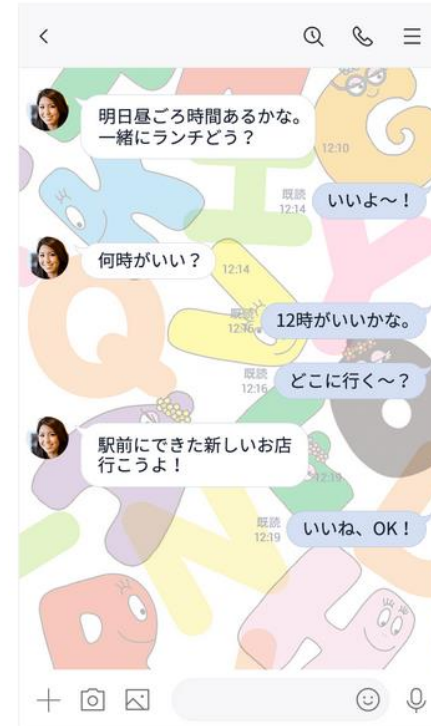 明日昼ごろ時間あるかな。
一緒にランチどう？
12:10
既読
12:14
いいよ〜！
何時がいい？
12:14
既読
12:16
12時がいいかな。
既読
12:16
どこに行く〜？
駅前にできた新しいお店
行こうよ！
12:19
既読
12:19
いいね、OK！